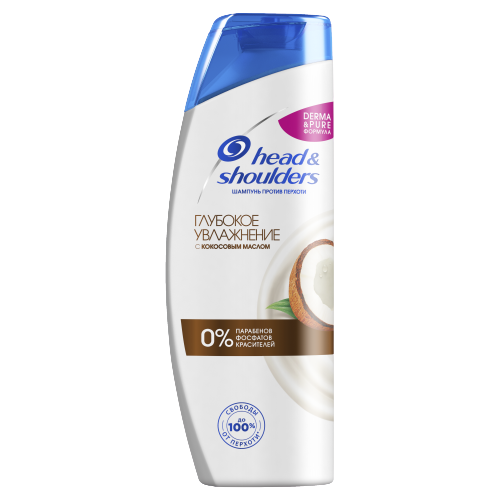 DERMA
&PURE
ФОРМУЛА
head&
shoulders
ШАМПУНЬ ПРОТИВ ПЕРХОТИ
ГЛУБОКОЕ
УВЛАЖНЕНИЕ
С КОКОСОВЫМ МАСЛОМ
0%
ПАРАБЕНОВ
ФОСФАТОВ
КРАСИТЕЛЕЙ
СВОБОДЫ
до
100%
ОТ ПЕРХОТИ